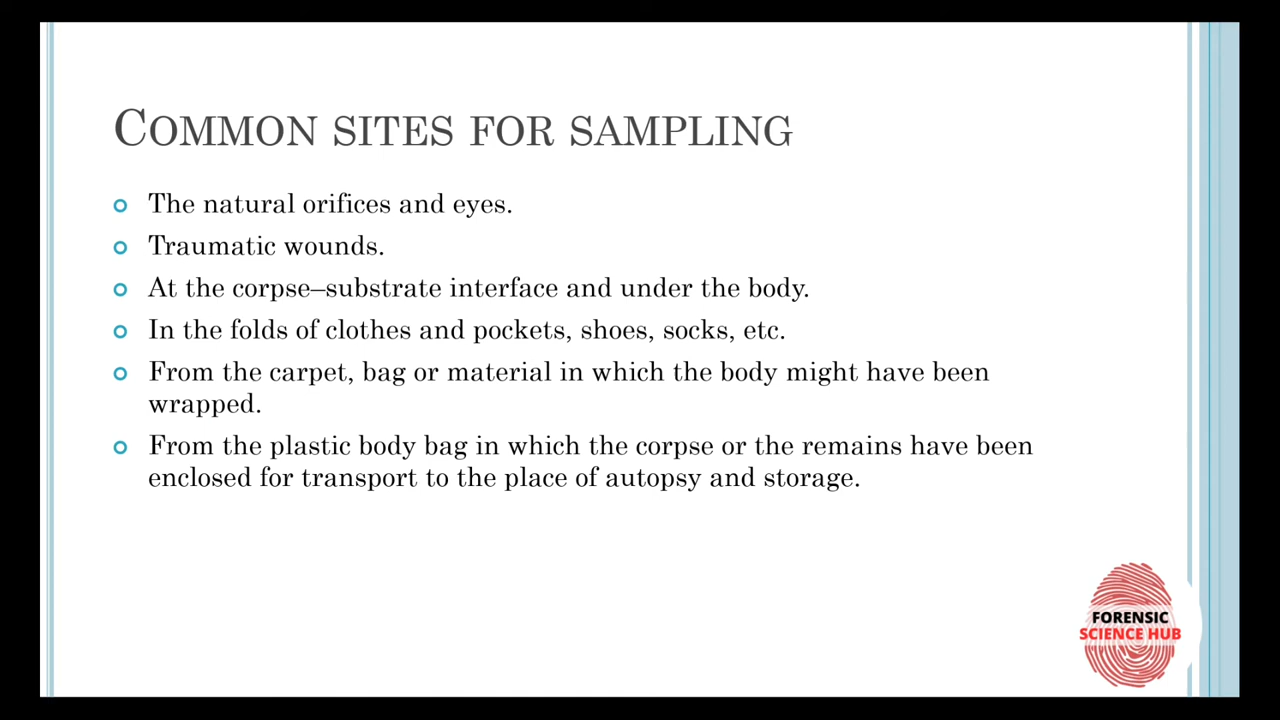 COMMON SITES FOR SAMPLING
The natural orifices and eyes.
Traumatic wounds.
At the corpse–substrate interface and under the body.
In the folds of clothes and pockets, shoes, socks, etc.
From the carpet, bag or material in which the body might have been
wrapped.
From the plastic body bag in which the corpse or the remains have been
enclosed for transport to the place of autopsy and storage.
FORENSIC
SCIENCE HUB